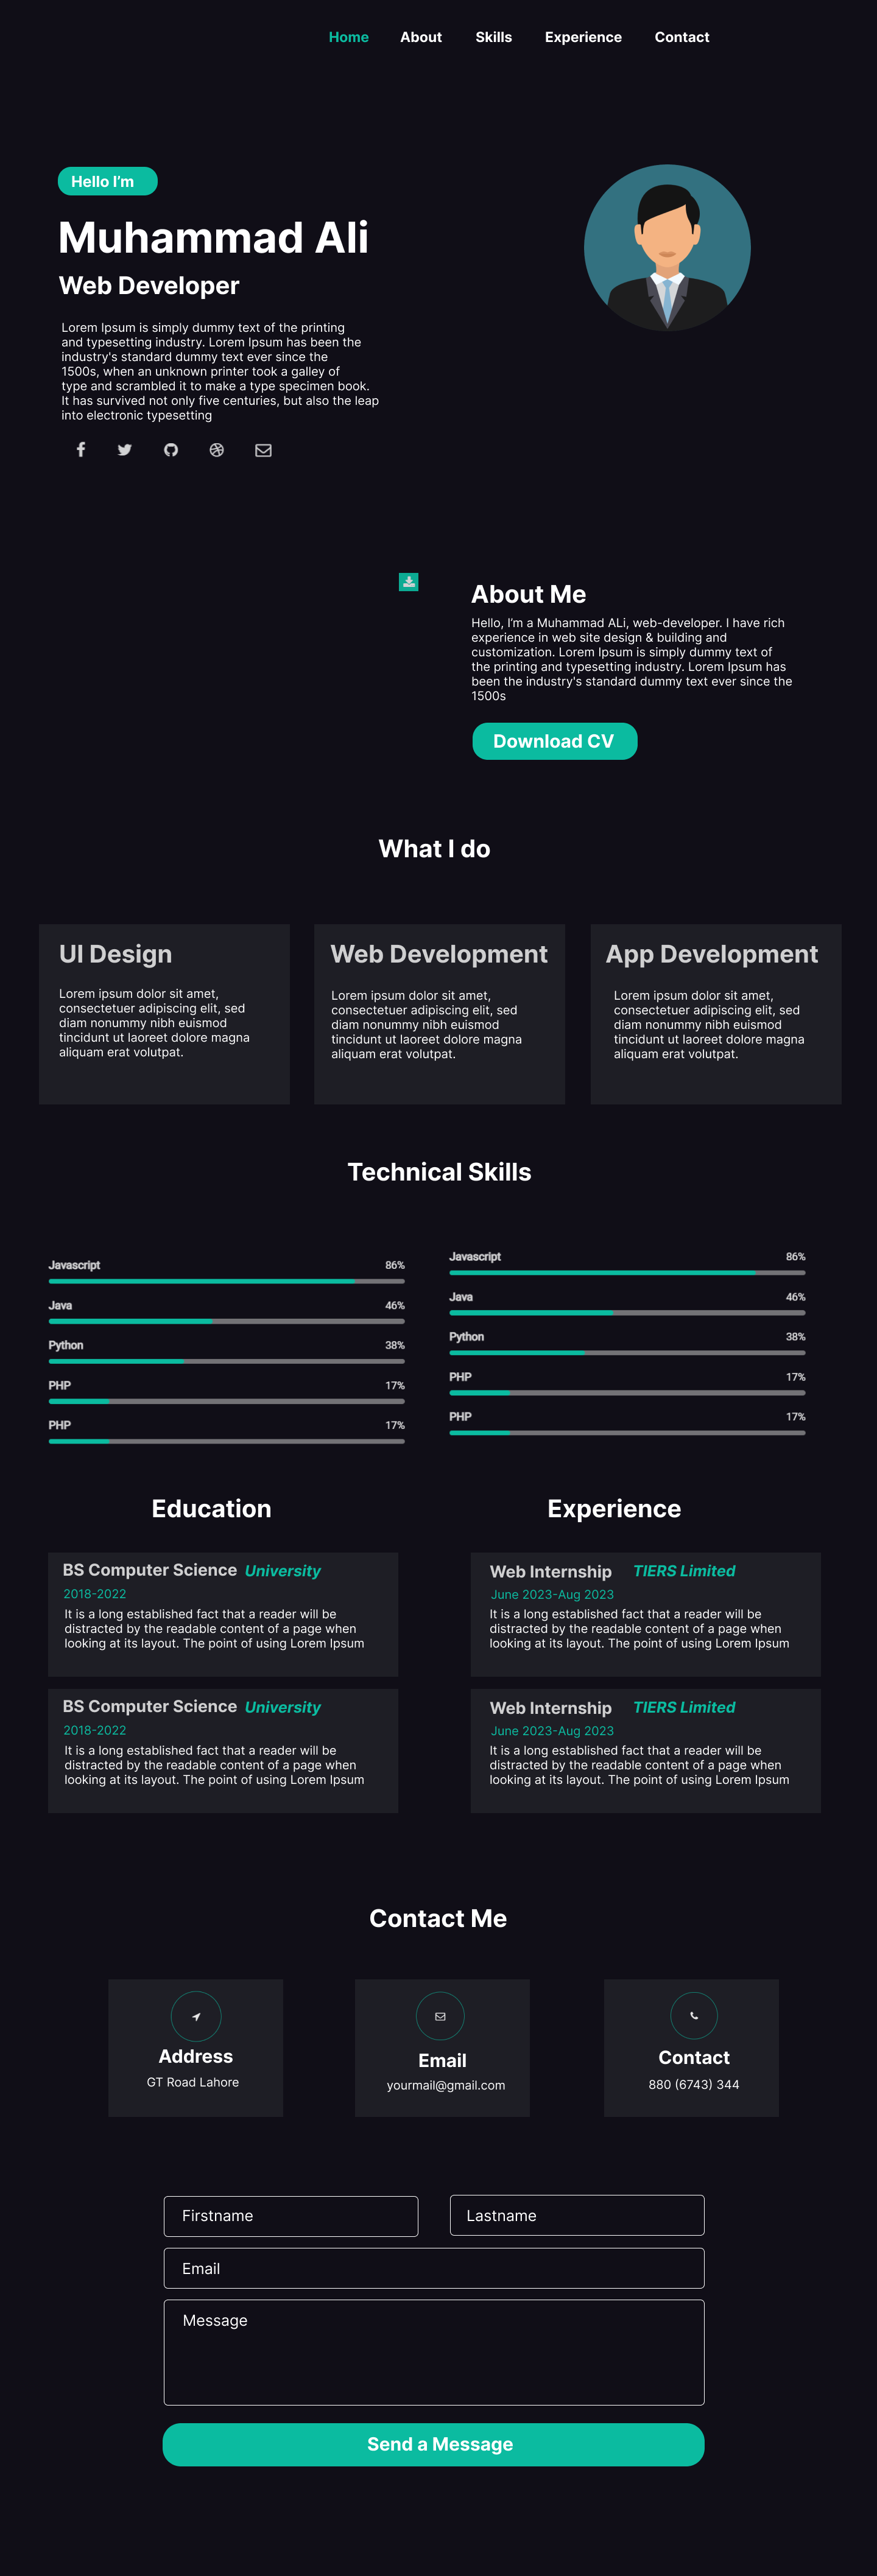 Home About Skills Experience Contact
Hello I'm
Muhammad Ali
Web Developer
Lorem Ipsum is simply dummy text of the printing
and typesetting industry. Lorem Ipsum has been the
industry's standard dummy text ever since the
1500s, when an unknown printer took a galley of
type and scrambled it to make a type specimen book.
It has survived not only five centuries, but also the leap
into electronic typesetting
About Me
Hello, I'm a Muhammad ALi, web-developer. I have rich
experience in web site design & building and
customization. Lorem Ipsum is simply dummy text of
the printing and typesetting industry. Lorem Ipsum has
been the industry's standard dummy text ever since the
1500s
Download CV
What I do
UI Design
Lorem ipsum dolor sit amet,
consectetuer adipiscing elit, sed
diam nonummy nibh euismod
tincidunt ut laoreet dolore magna
aliquam erat volutpat.
Web Development
Lorem ipsum dolor sit amet,
consectetuer adipiscing elit, sed
diam nonummy nibh euismod
tincidunt ut laoreet dolore magna
aliquam erat volutpat.
App Development
Lorem ipsum dolor sit amet,
consectetuer adipiscing elit, sed
diam nonummy nibh euismod
tincidunt ut laoreet dolore magna
aliquam erat volutpat.
Technical Skills
Javascript 86%
Java 46%
Python 38%
PHP 17%
PHP 17%
Javascript 86%
Java 46%
Python 38%
PHP 17%
PHP 17%
Education
BS Computer Science University
2018-2022
It is a long established fact that a reader will be
distracted by the readable content of a page when
looking at its layout. The point of using Lorem Ipsum
BS Computer Science University
2018-2022
It is a long established fact that a reader will be
distracted by the readable content of a page when
looking at its layout. The point of using Lorem Ipsum
Experience
Web Internship TIERS Limited
June 2023-Aug 2023
It is a long established fact that a reader will be
distracted by the readable content of a page when
looking at its layout. The point of using Lorem Ipsum
Web Internship TIERS Limited
June 2023-Aug 2023
It is a long established fact that a reader will be
distracted by the readable content of a page when
looking at its layout. The point of using Lorem Ipsum
Contact Me
Address
GT Road Lahore
Email
yourmail@gmail.com
Contact
880 (6743) 344
Firstname
Lastname
Email
Message
Send a Message